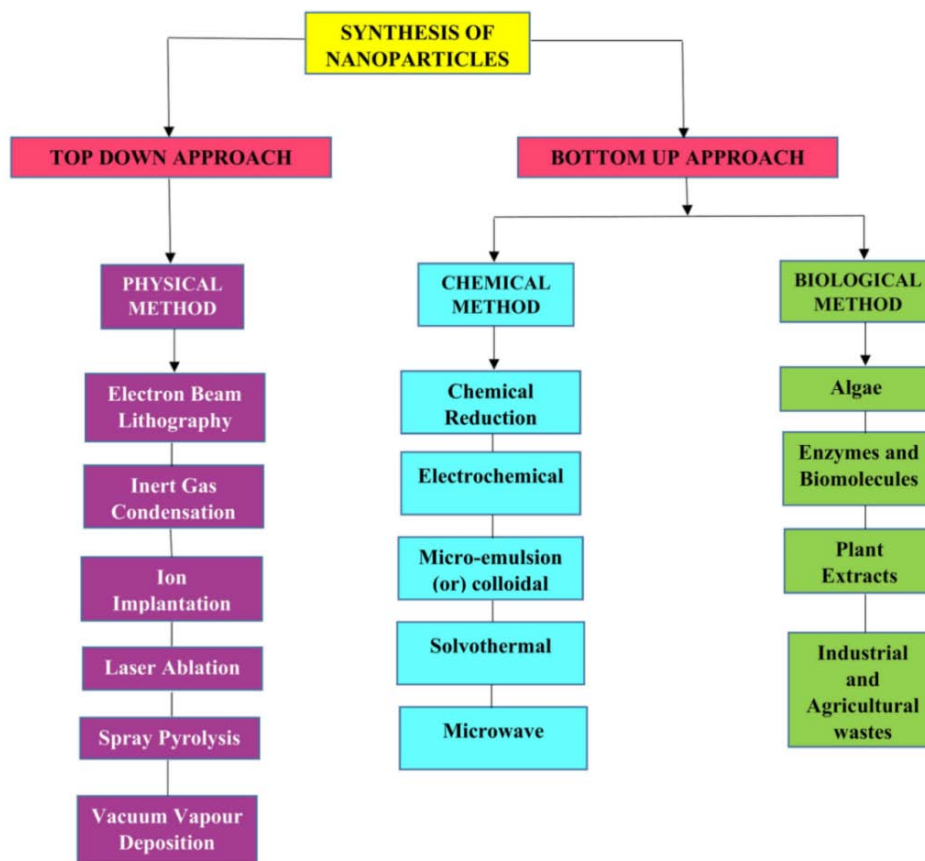 SYNTHESIS OF
NANOPARTICLES
TOP DOWN APPROACH
BOTTOM UP APPROACH
PHYSICAL
METHOD
Electron Beam
Lithography
Inert Gas
Condensation
Ion
Implantation
Laser Ablation
Spray Pyrolysis
Vacuum Vapour
Deposition
CHEMICAL
METHOD
Chemical
Reduction
Electrochemical
Micro-emulsion
(or) colloidal
Solvothermal
Microwave
BIOLOGICAL
METHOD
Algae
Enzymes and
Biomolecules
Plant
Extracts
Industrial
and
Agricultural
wastes